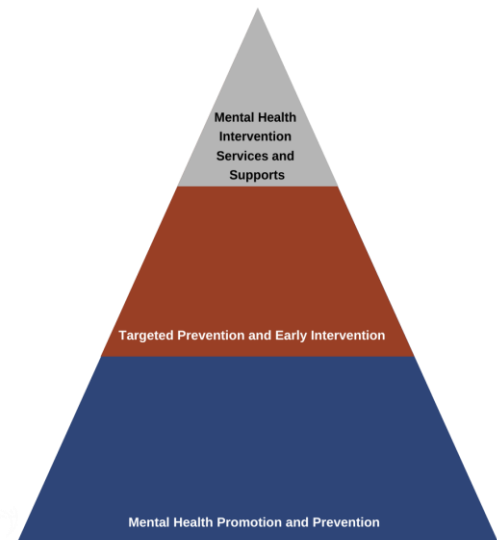 Mental Health
Intervention
Services and
Supports
Targeted Prevention and Early Intervention
Mental Health Promotion and Prevention